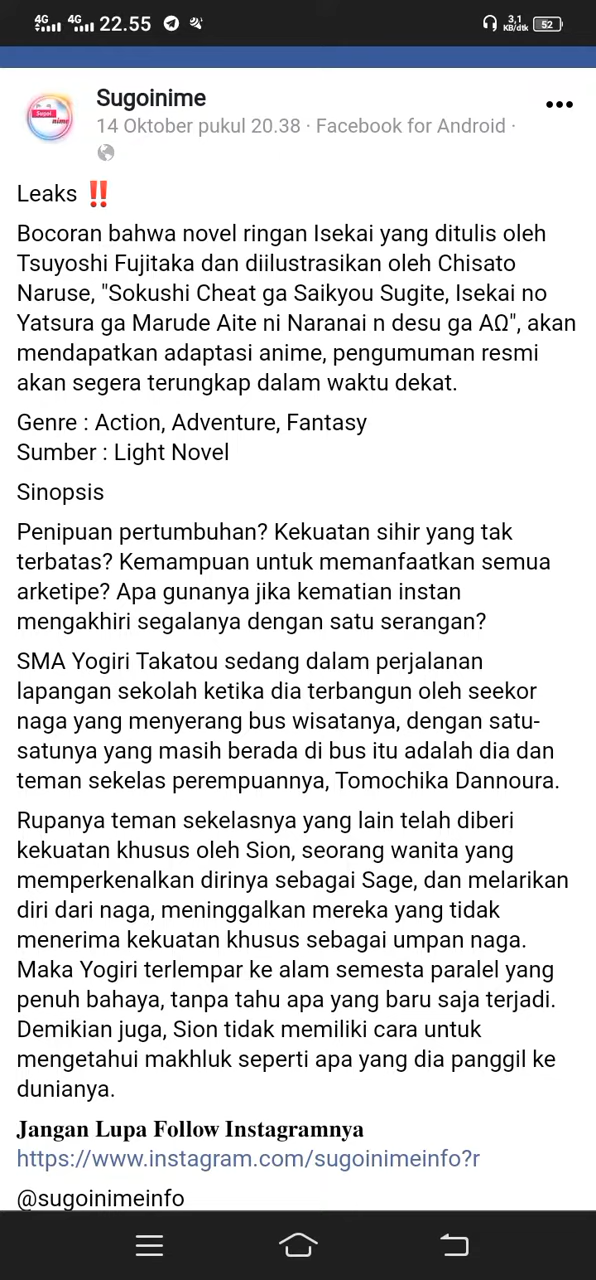 4G 4G 22.55 3,1 KB/dtk 52
Sugoinime
14 Oktober pukul 20.38 · Facebook for Android ·
Leaks ‼️
Bocoran bahwa novel ringan Isekai yang ditulis oleh
Tsuyoshi Fujitaka dan diilustrasikan oleh Chisato
Naruse, "Sokushi Cheat ga Saikyou Sugite, Isekai no
Yatsura ga Marude Aite ni Naranai n desu ga AΩ", akan
mendapatkan adaptasi anime, pengumuman resmi
akan segera terungkap dalam waktu dekat.
Genre : Action, Adventure, Fantasy
Sumber : Light Novel
Sinopsis
Penipuan pertumbuhan? Kekuatan sihir yang tak
terbatas? Kemampuan untuk memanfaatkan semua
arketipe? Apa gunanya jika kematian instan
mengakhiri segalanya dengan satu serangan?
SMA Yogiri Takatou sedang dalam perjalanan
lapangan sekolah ketika dia terbangun oleh seekor
naga yang menyerang bus wisatanya, dengan satu-
satunya yang masih berada di bus itu adalah dia dan
teman sekelas perempuannya, Tomochika Dannoura.
Rupanya teman sekelasnya yang lain telah diberi
kekuatan khusus oleh Sion, seorang wanita yang
memperkenalkan dirinya sebagai Sage, dan melarikan
diri dari naga, meninggalkan mereka yang tidak
menerima kekuatan khusus sebagai umpan naga.
Maka Yogiri terlempar ke alam semesta paralel yang
penuh bahaya, tanpa tahu apa yang baru saja terjadi.
Demikian juga, Sion tidak memiliki cara untuk
mengetahui makhluk seperti apa yang dia panggil ke
dunianya.
Jangan Lupa Follow Instagramnya
https://www.instagram.com/sugoinimeinfo?r
@sugoinimeinfo